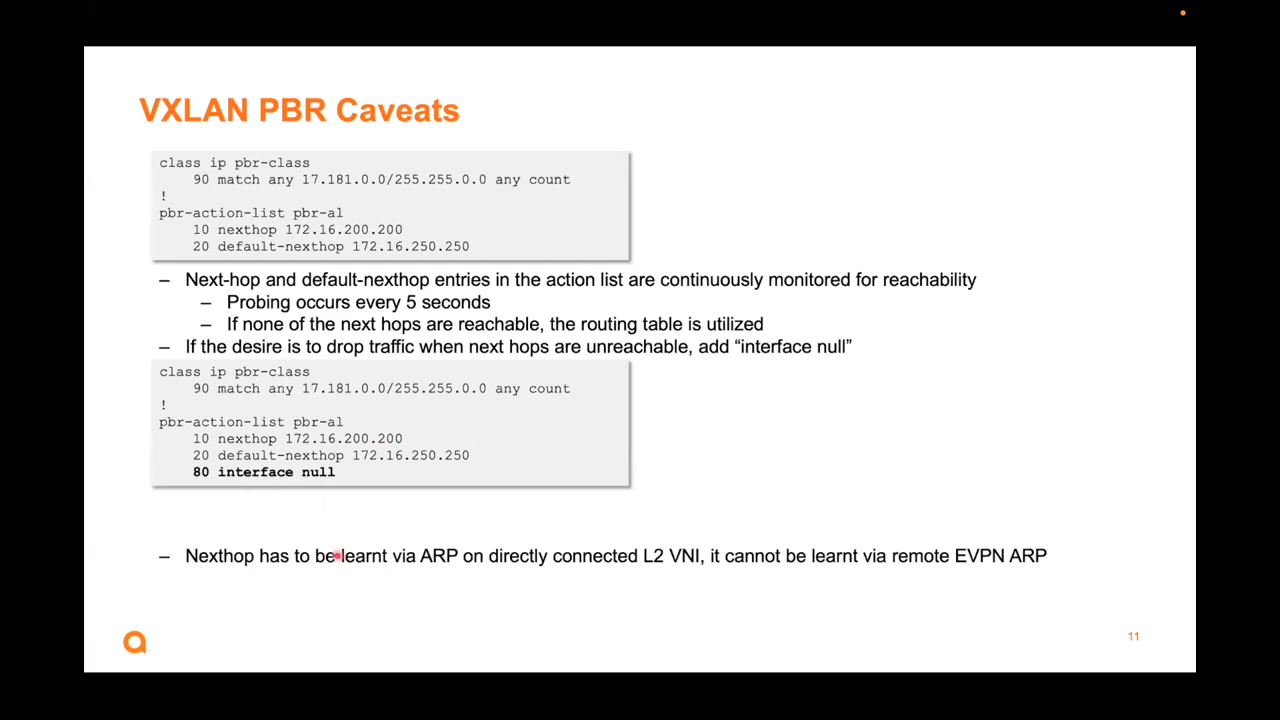 VXLAN PBR Caveats
class ip pbr-class
90 match any 17.181.0.0/255.255.0.0 any count
!
pbr-action-list pbr-al
10 nexthop 172.16.200.200
20 default-nexthop 172.16.250.250
– Next-hop and default-nexthop entries in the action list are continuously monitored for reachability
– Probing occurs every 5 seconds
– If none of the next hops are reachable, the routing table is utilized
– If the desire is to drop traffic when next hops are unreachable, add “interface null”
class ip pbr-class
90 match any 17.181.0.0/255.255.0.0 any count
!
pbr-action-list pbr-al
10 nexthop 172.16.200.200
20 default-nexthop 172.16.250.250
80 interface null
– Nexthop has to be learnt via ARP on directly connected L2 VNI, it cannot be learnt via remote EVPN ARP
11